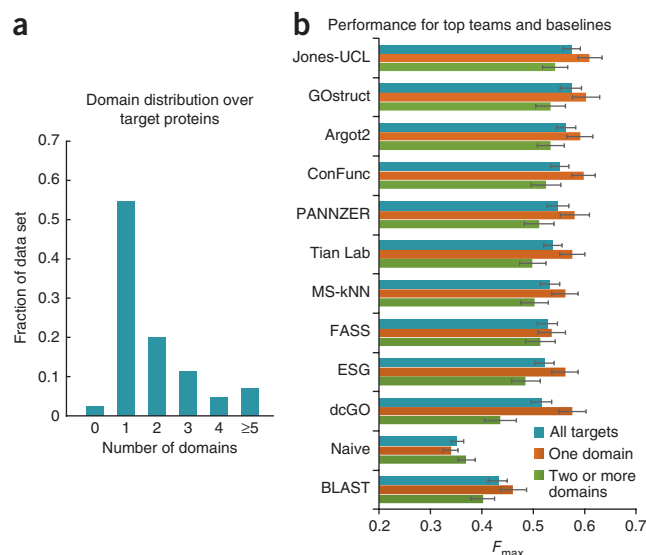 a
Domain distribution over
target proteins
Fraction of data set
0.7
0.6
0.5
0.4
0.3
0.2
0.1
0
0 1 2 3 4 ≥5
Number of domains
b
Performance for top teams and baselines
Jones-UCL
GOstruct
Argot2
ConFunc
PANNZER
Tian Lab
MS-kNN
FASS
ESG
dcGO
Naive
BLAST
All targets
One domain
Two or more
domains
0.2 0.3 0.4 0.5 0.6 0.7
Fmax